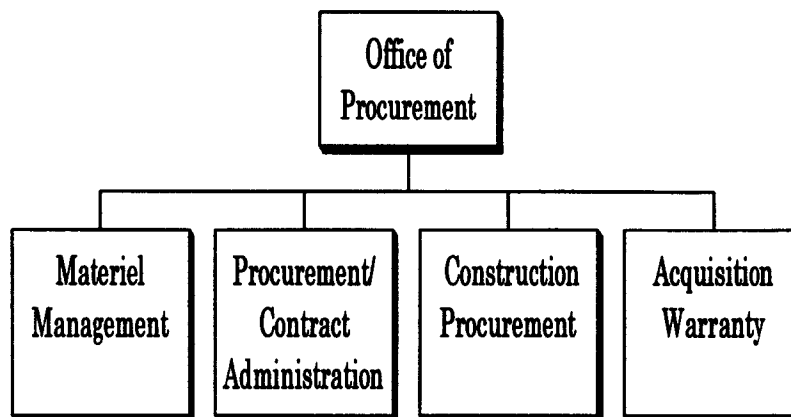 Office of
Procurement
Materiel
Management
Procurement/
Contract
Administration
Construction
Procurement
Acquisition
Warranty